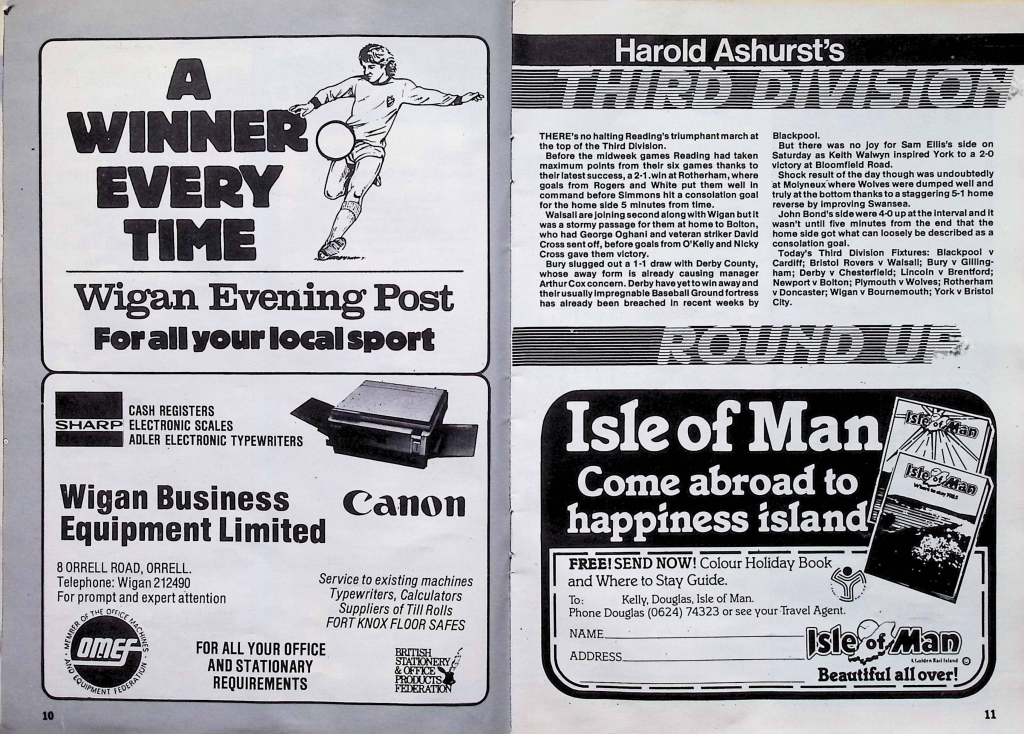 A
WINNER
EVERY
TIME
Wigan Evening Post
For all your local sport
SHARP
CASH REGISTERS
ELECTRONIC SCALES
ADLER ELECTRONIC TYPEWRITERS
Wigan Business
Equipment Limited
Canon
8 ORRELL ROAD, ORRELL.
Telephone: Wigan 212490
For prompt and expert attention
Service to existing machines
Typewriters, Calculators
Suppliers of Till Rolls
FORT KNOX FLOOR SAFES
MEMBER OF THE OFFICE MACHINES
OMEF
AND EQUIPMENT FEDERATION
FOR ALL YOUR OFFICE
AND STATIONARY
REQUIREMENTS
BRITISH
STATIONERY
& OFFICE
PRODUCTS
FEDERATION
10
Harold Ashurst's
THIRD DIVISION
THERE's no halting Reading's triumphant march at
the top of the Third Division.
Before the midweek games Reading had taken
maximum points from their six games thanks to
their latest success, a 2-1.win at Rotherham, where
goals from Rogers and White put them well in
command before Simmons hit a consolation goal
for the home side 5 minutes from time.
Walsall are joining second along with Wigan but it
was a stormy passage for them at home to Bolton,
who had George Oghani and veteran striker David
Cross sent off, before goals from O'Kelly and Nicky
Cross gave them victory.
Bury slugged out a 1-1 draw with Derby County,
whose away form is already causing manager
Arthur Cox concern. Derby have yet to win away and
their usually impregnable Baseball Ground fortress
has already been breached in recent weeks by
Blackpool.
But there was no joy for Sam Ellis's side on
Saturday as Keith Walwyn inspired York to a 2-0
victory at Bloomfield Road.
Shock result of the day though was undoubtedly
at Molyneux where Wolves were dumped well and
truly at the bottom thanks to a staggering 5-1 home
reverse by improving Swansea.
John Bond's side were 4-0 up at the interval and it
wasn't until five minutes from the end that the
home side got what can loosely be described as a
consolation goal.
Today's Third Division Fixtures: Blackpool v
Cardiff; Bristol Rovers v Walsall; Bury v Gilling-
ham; Derby v Chesterfield; Lincoln v Brentford;
Newport v Bolton; Plymouth v Wolves; Rotherham
v Doncaster; Wigan v Bournemouth; York v Bristol
City.
ROUND UP
Isle of Man
Come abroad to
happiness island
Isle of Man
Isle of Man
Where to stay
FREE! SEND NOW! Colour Holiday Book
and Where to Stay Guide.
To: Kelly, Douglas, Isle of Man.
Phone Douglas (0624) 74323 or see your Travel Agent.
NAME
ADDRESS
Isle of Man
Beautiful all over!
11